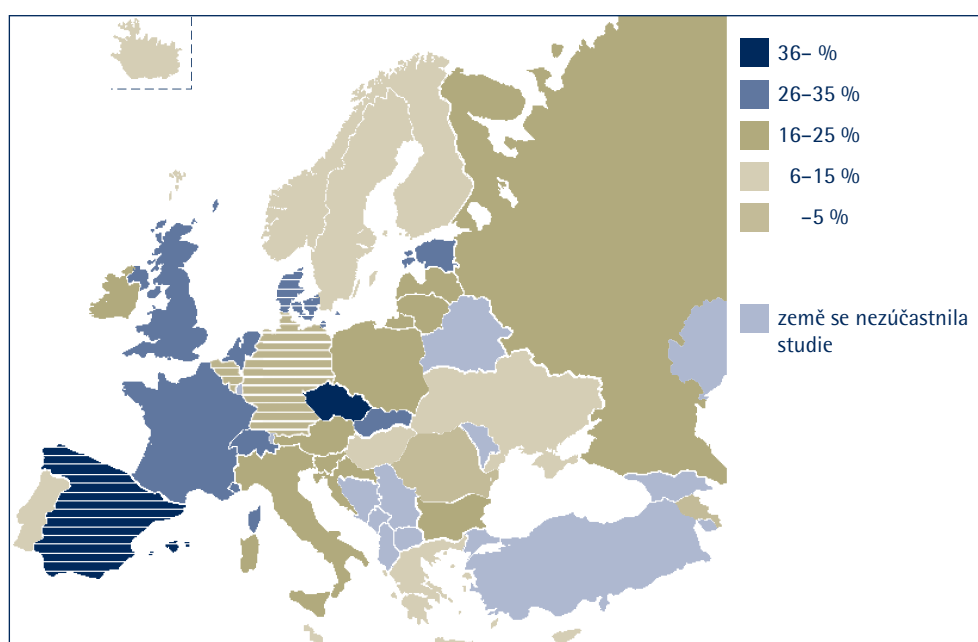 36– %
26–35 %
16–25 %
6–15 %
–5 %
země se nezúčastnila
studie